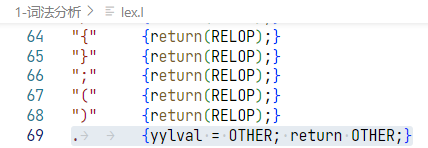 1-词法分析 > lex.l
64 "{" {return(RELOP);}
65 "}" {return(RELOP);}
66 ";" {return(RELOP);}
67 "(" {return(RELOP);}
68 ")" {return(RELOP);}
69 . {yylval = OTHER; return OTHER;}